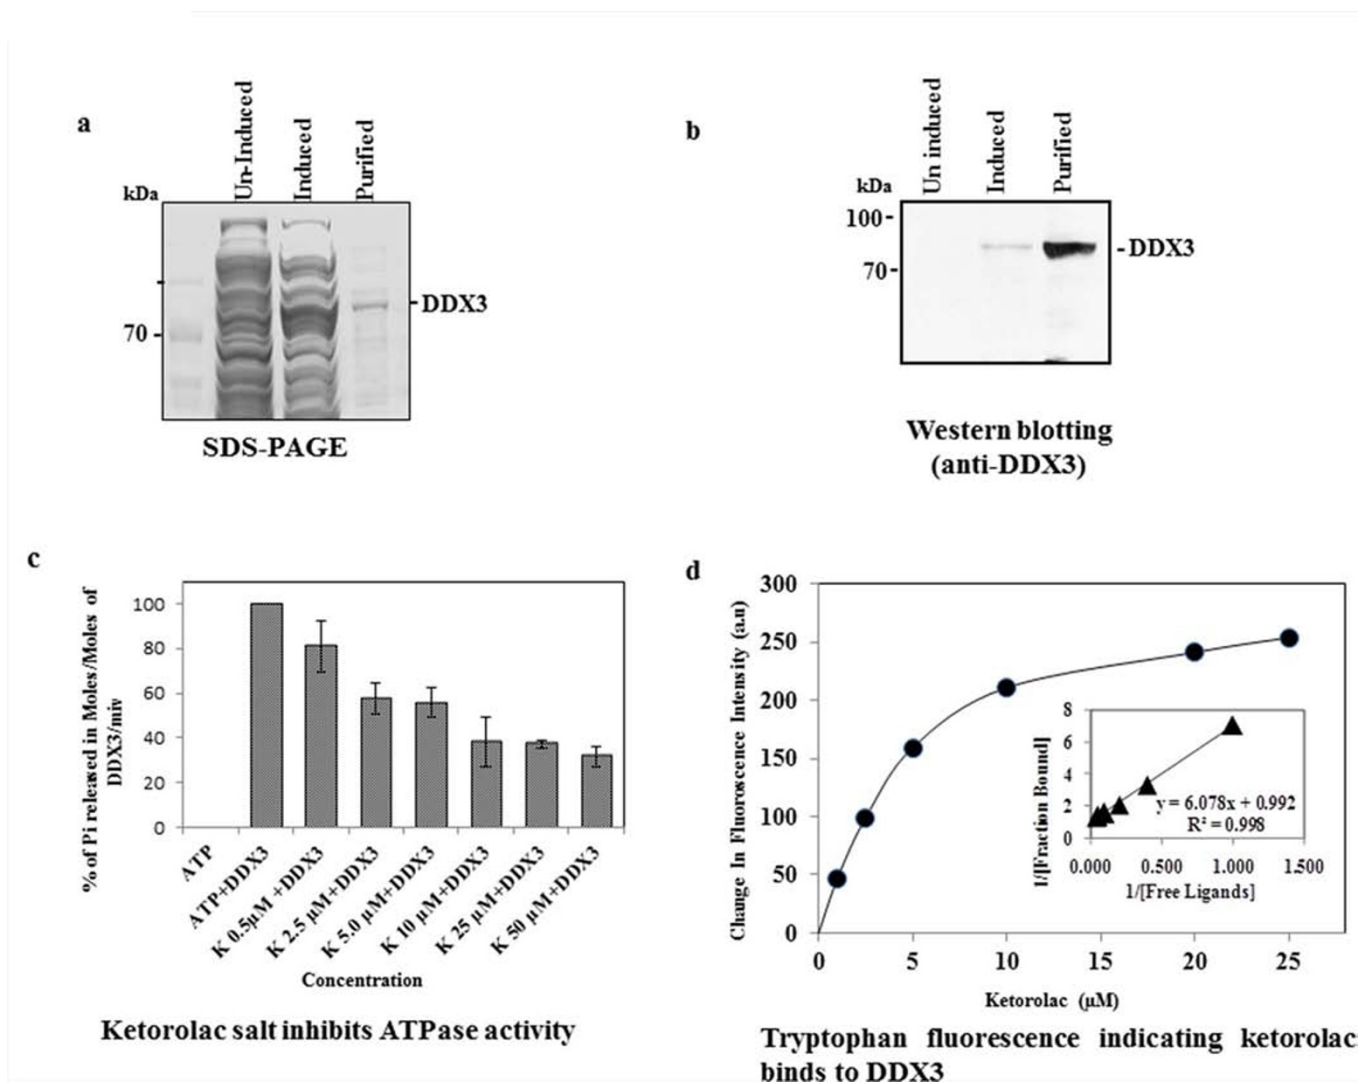 a
Un-Induced
Induced
Purified
kDa
70
DDX3
SDS-PAGE
b
Un induced
Induced
Purified
kDa
100
70
-DDX3
Western blotting
(anti-DDX3)
c
% of Pi released in Moles/Moles of
DDX3/miv
100
80
60
40
20
0
ATP
ATP+DDX3
K 0.5µM +DDX3
K 2.5 µM+DDX3
K 5.0 µM+DDX3
K 10 µM+DDX3
K 25 µM+DDX3
K 50 µM+DDX3
Concentration
Ketorolac salt inhibits ATPase activity
d
Change In Fluoroscence Intensity (a.u)
300
250
200
150
100
50
0
0 5 10 15 20 25
Ketorolac (µM)
1/[Fraction Bound]
8
6
4
2
0
y = 6.078x + 0.992
R² = 0.998
0.000 0.500 1.000 1.500
1/[Free Ligands]
Tryptophan fluorescence indicating ketorolac
binds to DDX3